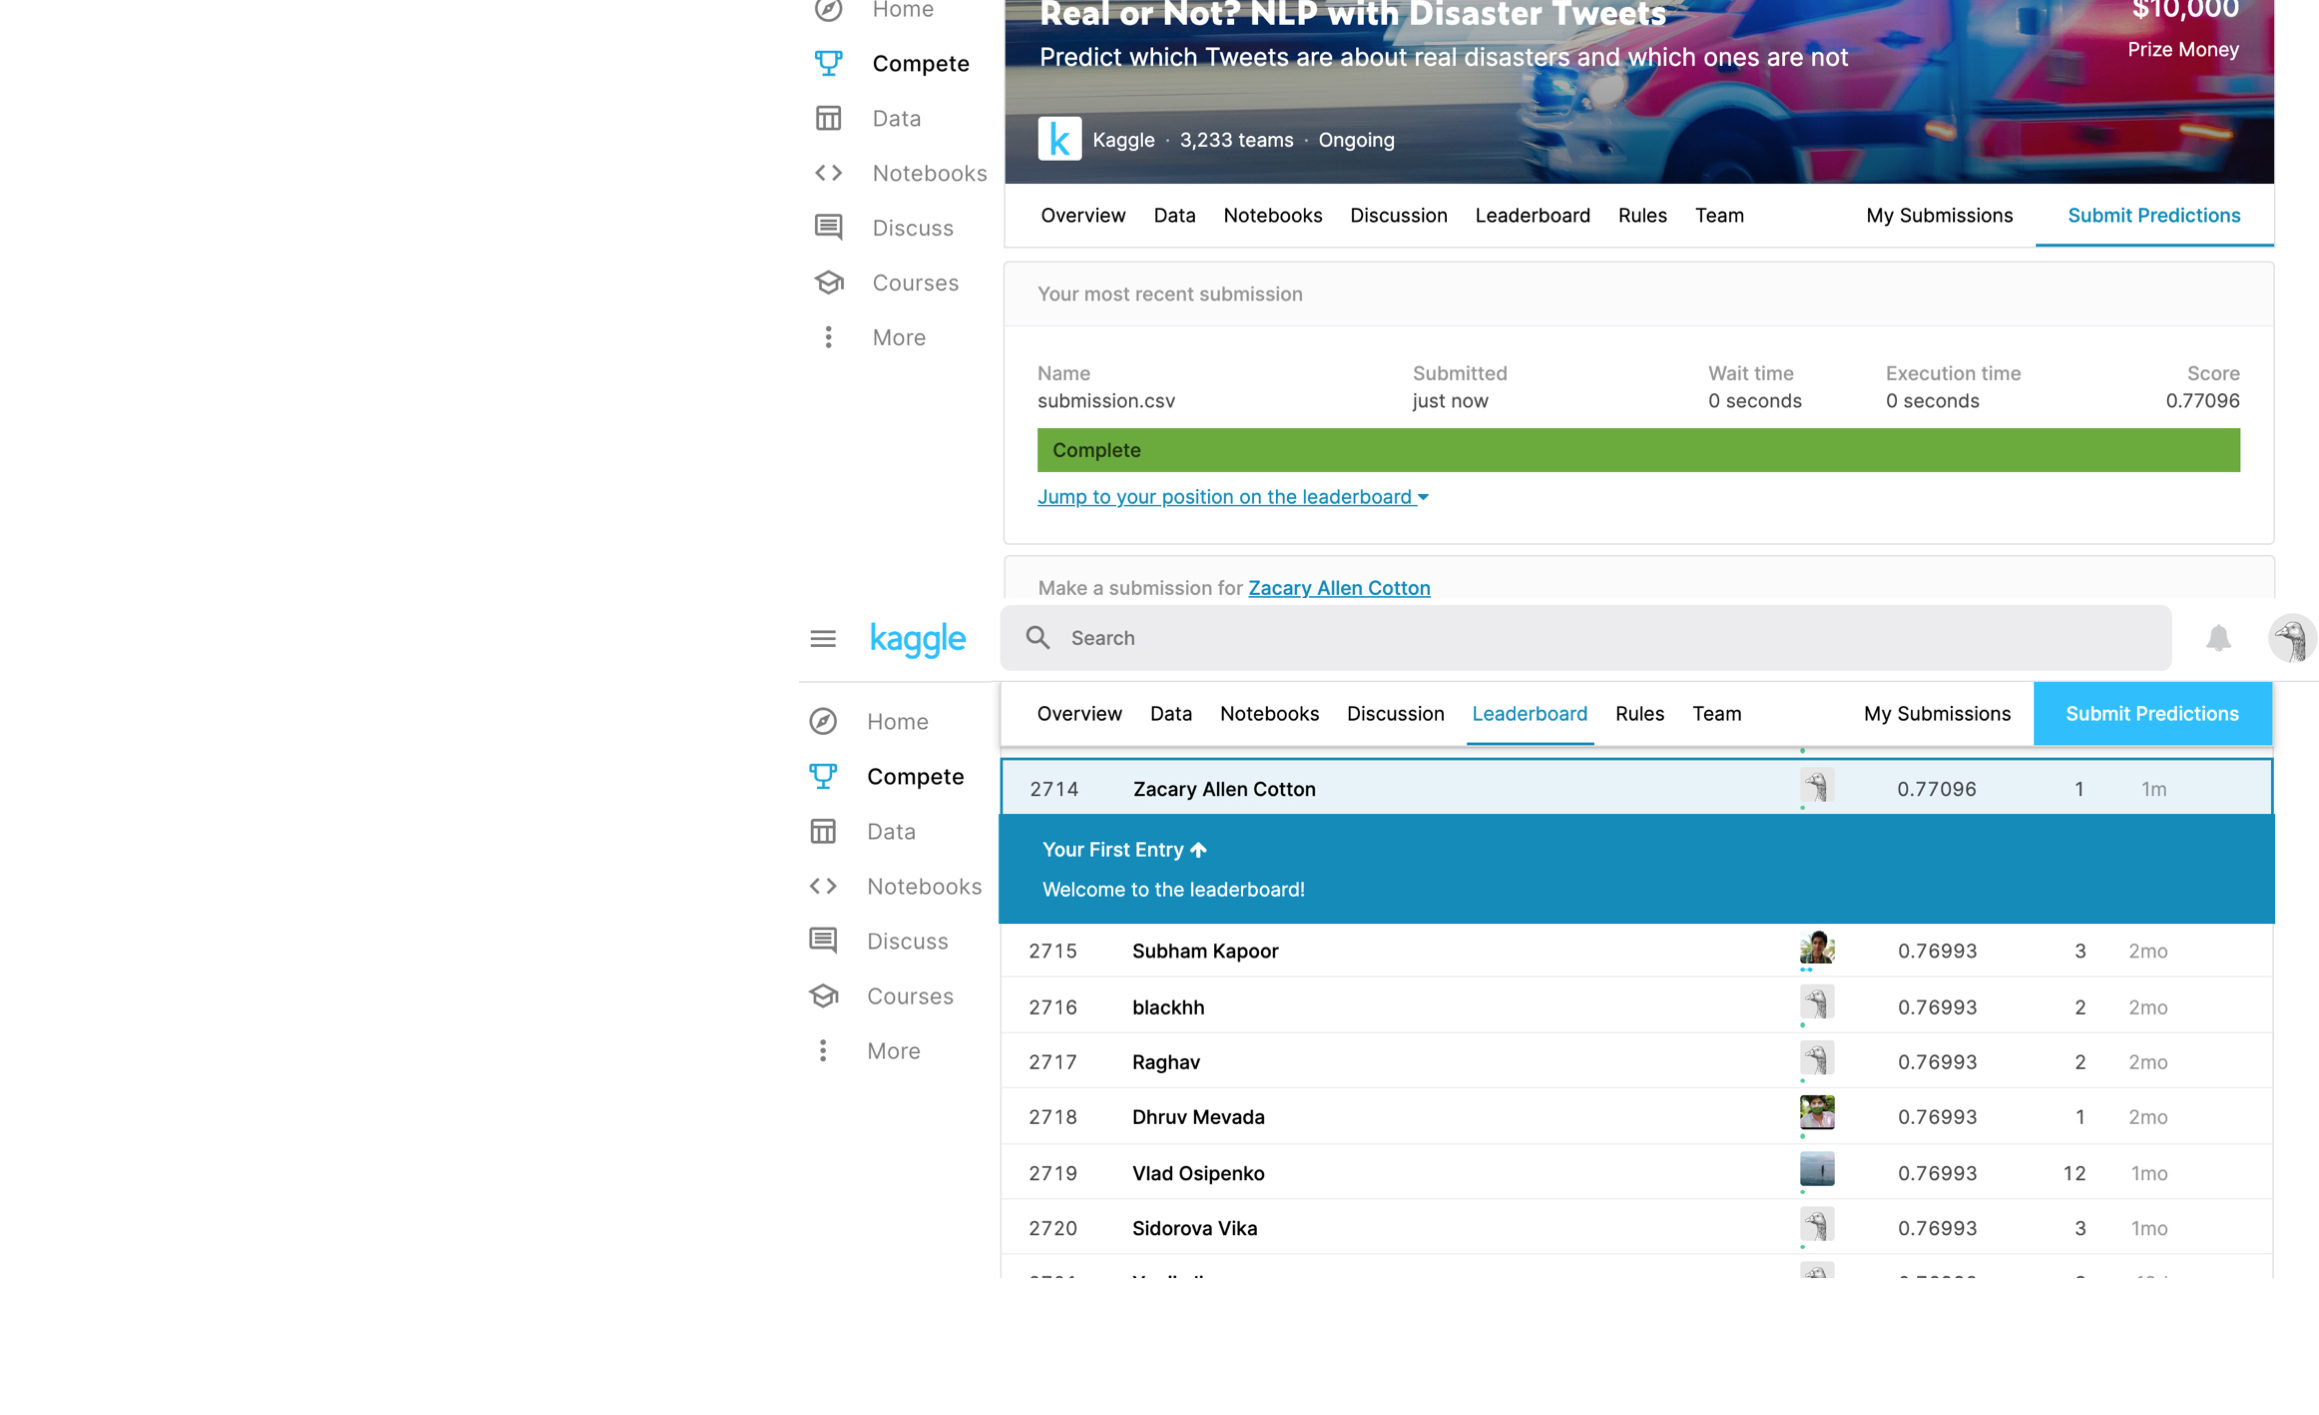 Home
Real or Not? NLP with Disaster Tweets
$10,000
Compete
Predict which Tweets are about real disasters and which ones are not
Prize Money
Data
k Kaggle · 3,233 teams · Ongoing
Notebooks
Overview Data Notebooks Discussion Leaderboard Rules Team My Submissions Submit Predictions
Discuss
Courses
Your most recent submission
More
Name Submitted Wait time Execution time Score
submission.csv just now 0 seconds 0 seconds 0.77096
Complete
Jump to your position on the leaderboard
Make a submission for Zacary Allen Cotton
kaggle Search
Home
Overview Data Notebooks Discussion Leaderboard Rules Team My Submissions Submit Predictions
Compete
2714 Zacary Allen Cotton 0.77096 1 1m
Data
Your First Entry
Notebooks
Welcome to the leaderboard!
Discuss
2715 Subham Kapoor 0.76993 3 2mo
Courses
2716 blackhh 0.76993 2 2mo
More
2717 Raghav 0.76993 2 2mo
2718 Dhruv Mevada 0.76993 1 2mo
2719 Vlad Osipenko 0.76993 12 1mo
2720 Sidorova Vika 0.76993 3 1mo